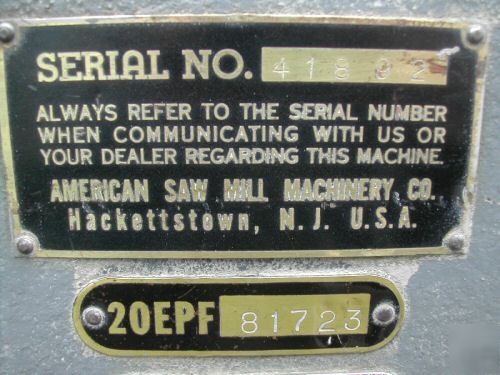 SERIAL NO. 41892
ALWAYS REFER TO THE SERIAL NUMBER
WHEN COMMUNICATING WITH US OR
YOUR DEALER REGARDING THIS MACHINE.
AMERICAN SAW MILL MACHINERY CO.
Hackettstown, N. J. U.S.A.
20EPF 81723